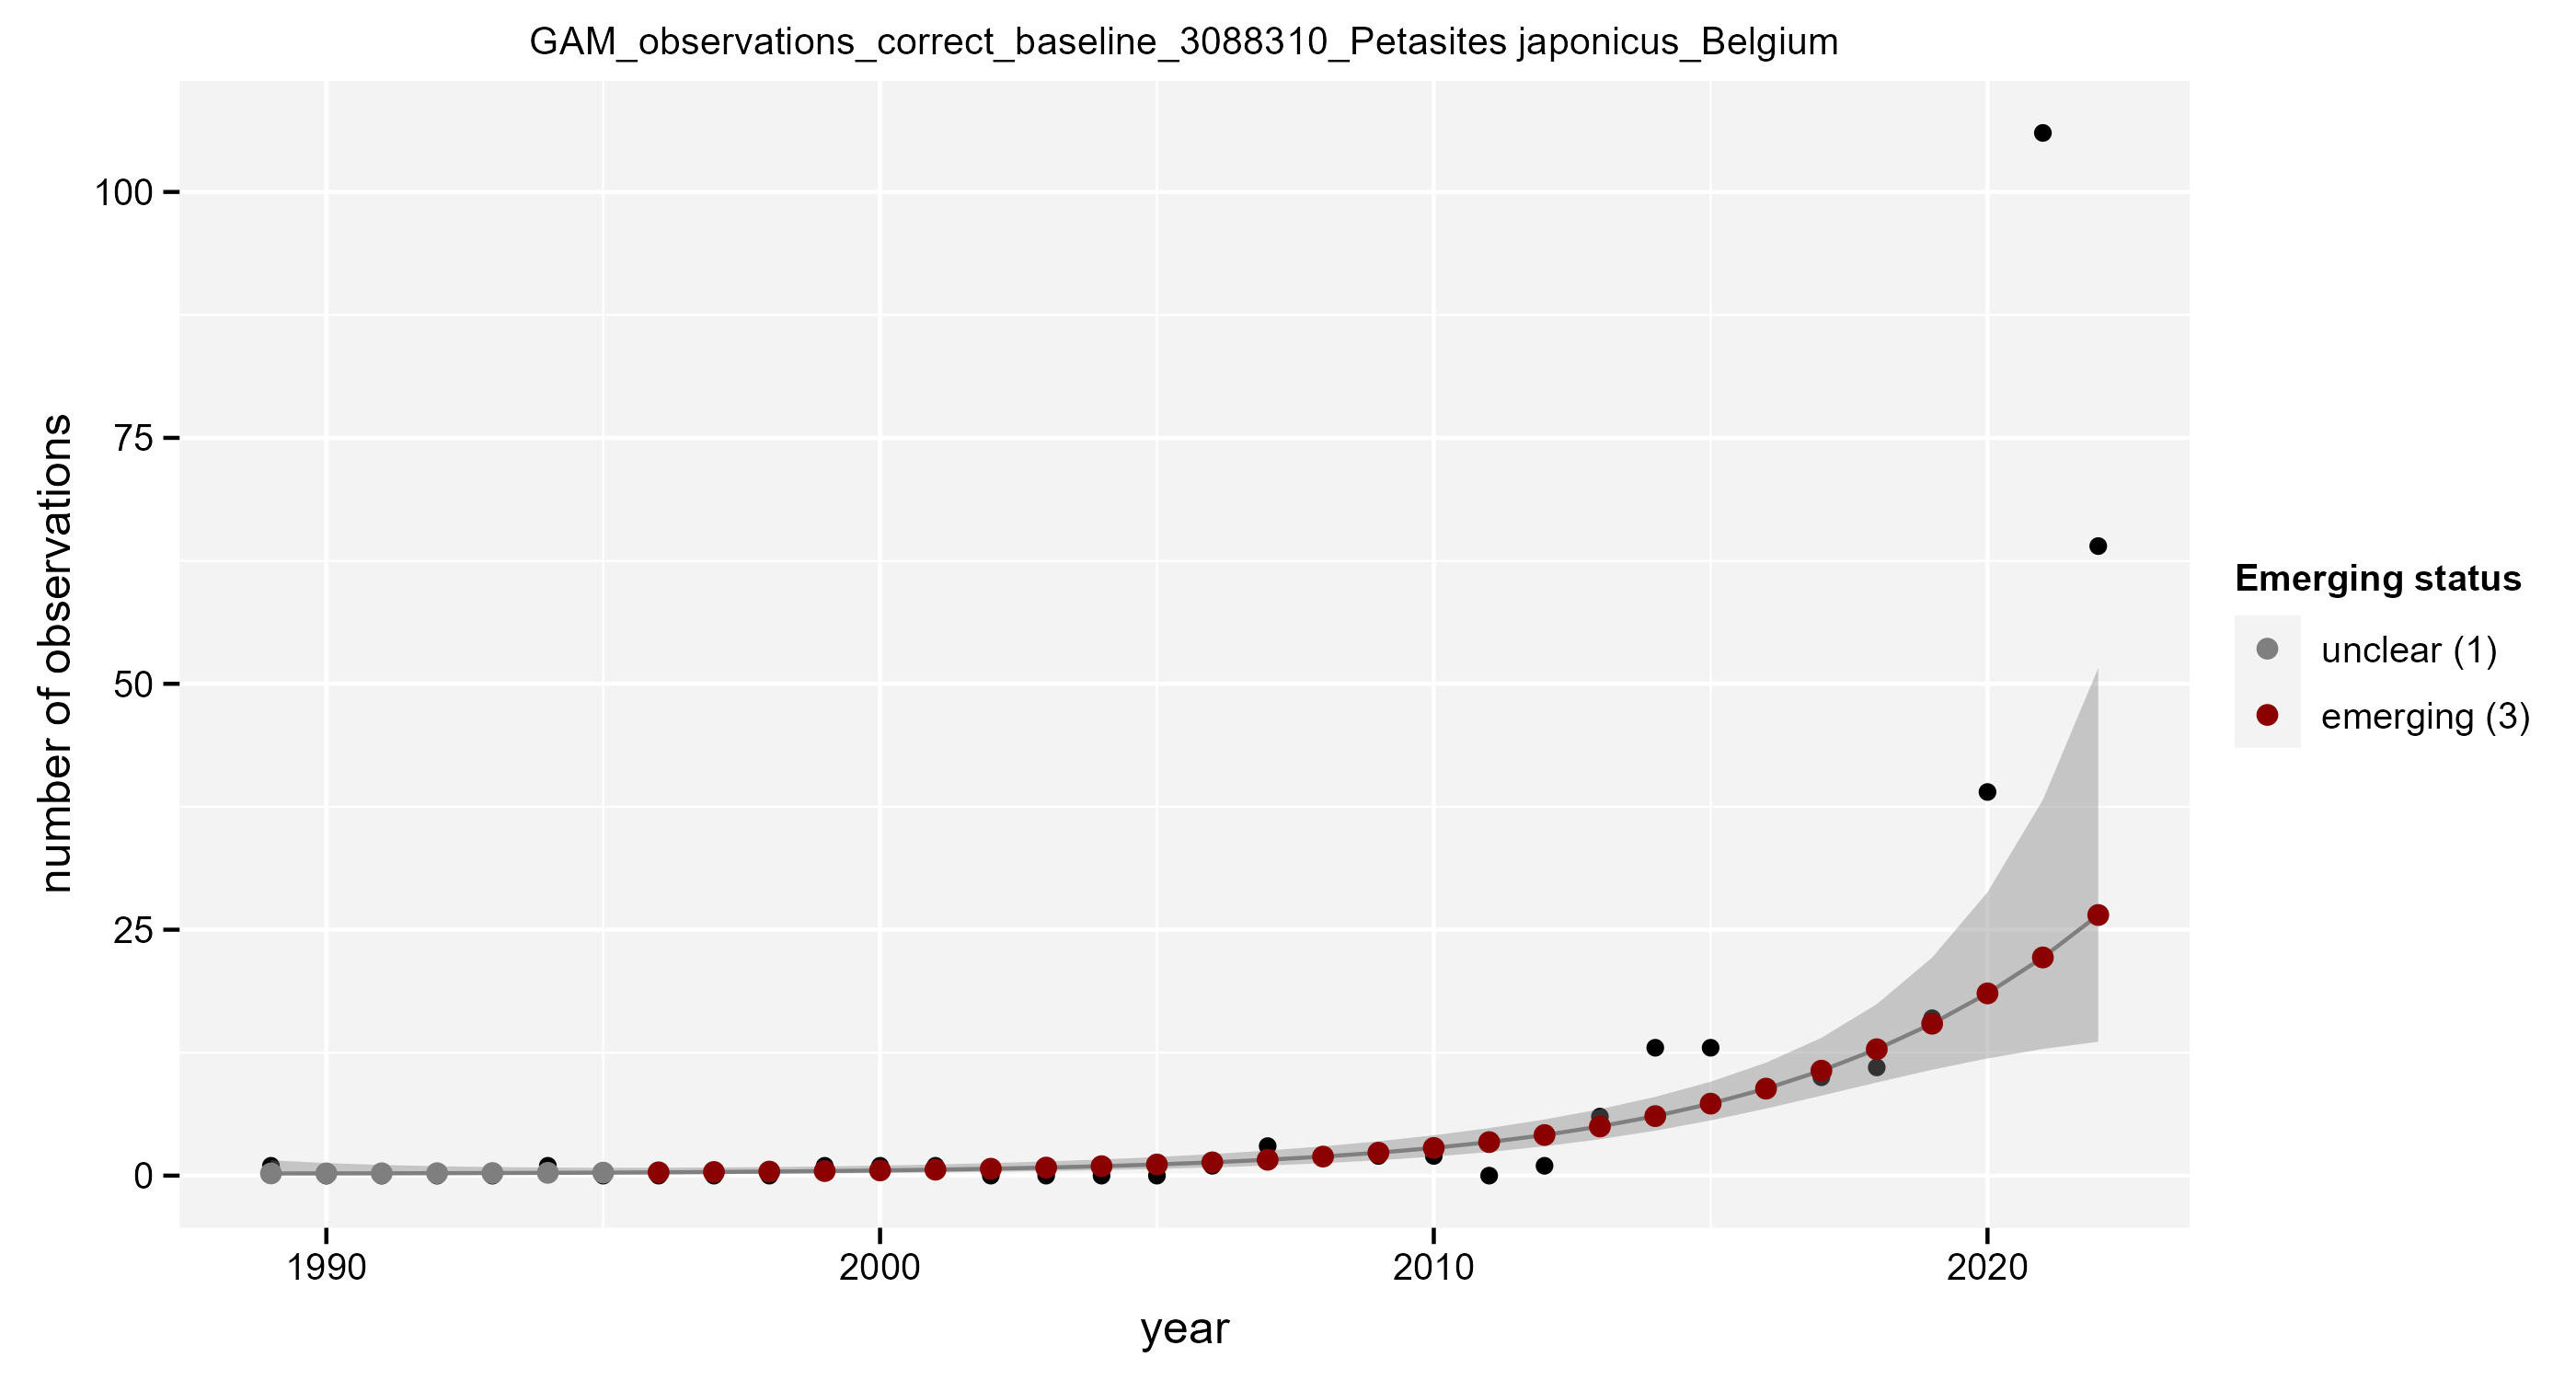 GAM_observations_correct_baseline_3088310_Petasites japonicus_Belgium
number of observations
100
75
50
25
0
1990
2000
2010
2020
year
Emerging status
unclear (1)
emerging (3)